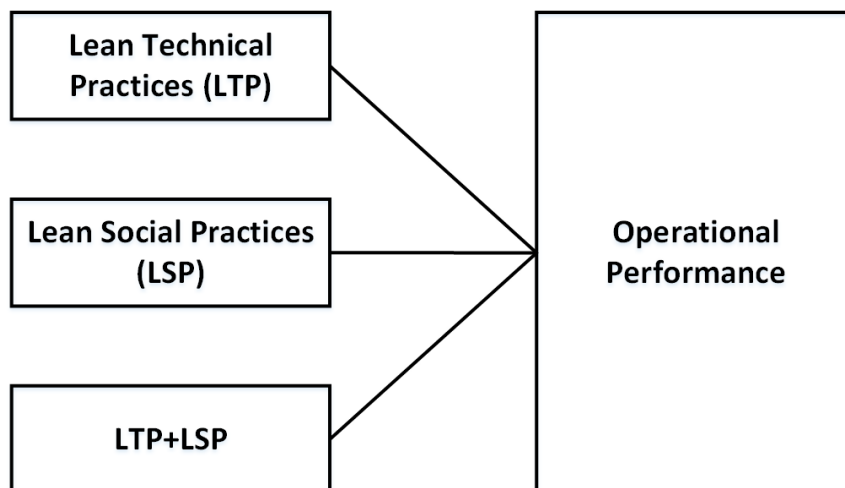 Lean Technical
Practices (LTP)
Lean Social Practices
(LSP)
LTP+LSP
Operational
Performance